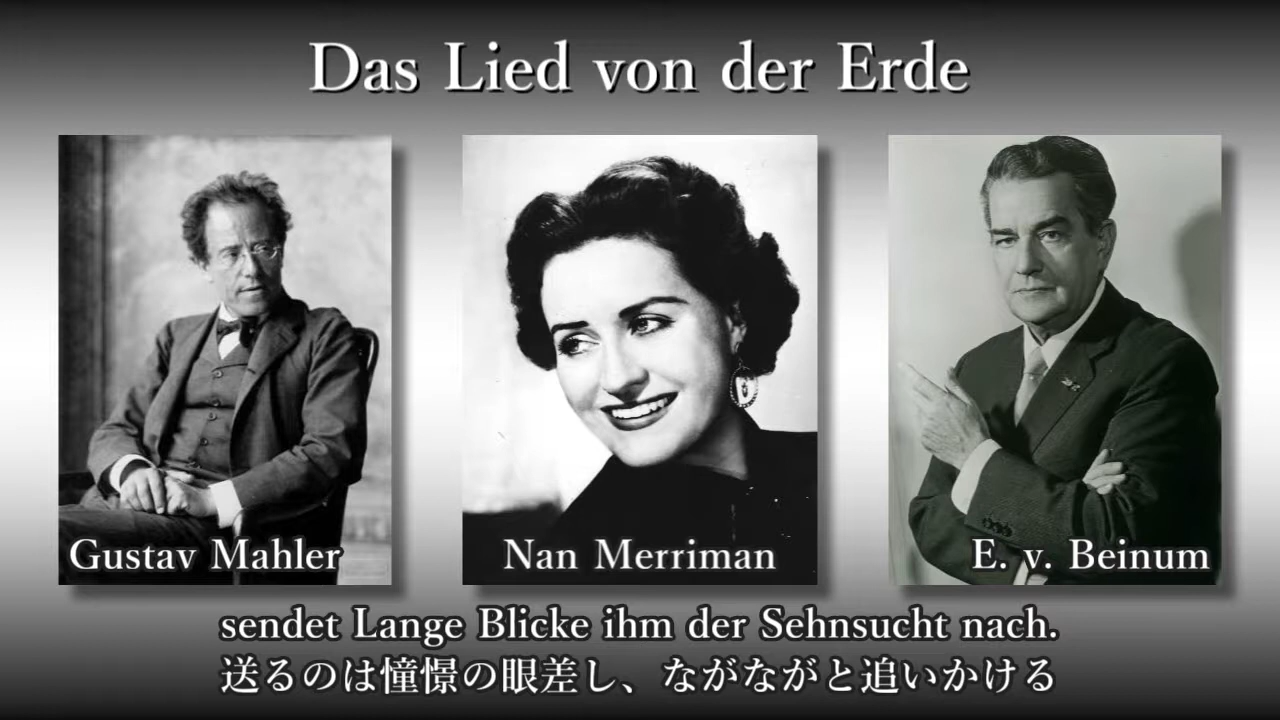 Das Lied von der Erde
Gustav Mahler
Nan Merriman
E. v. Beinum
sendet Lange Blicke ihm der Sehnsucht nach.
送るのは憧憬の眼差し、ながながと追いかける